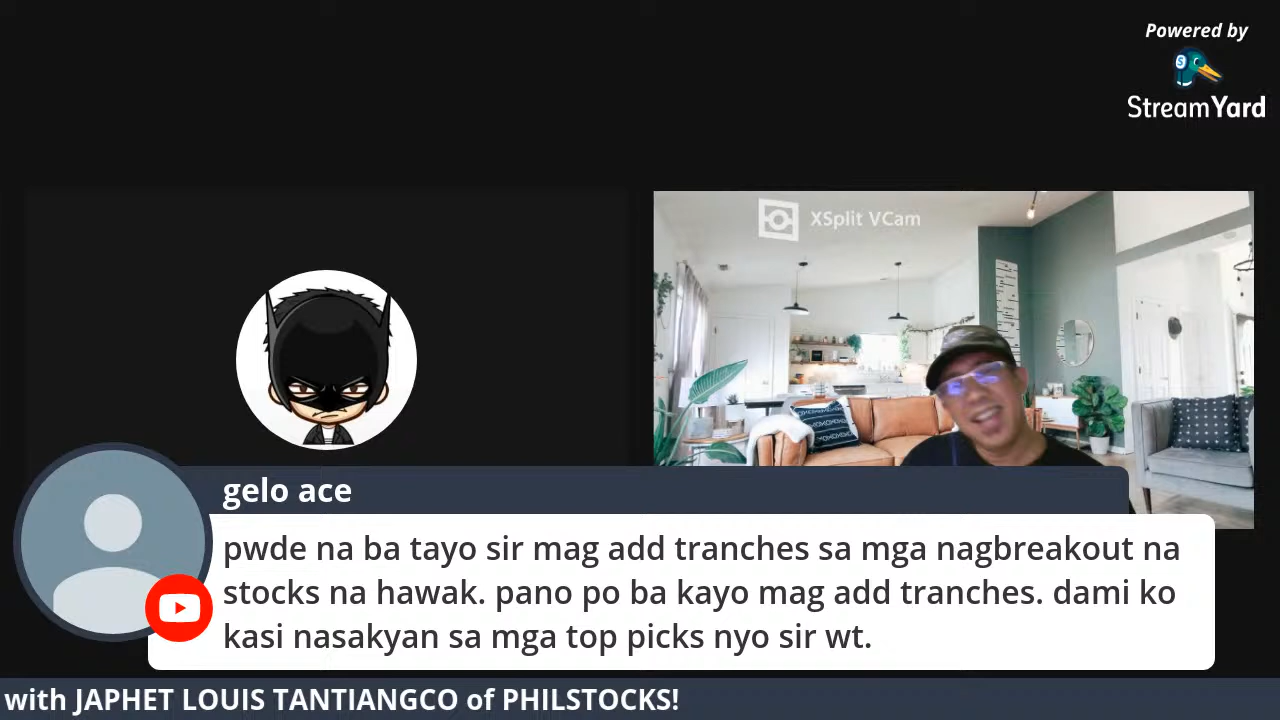 Powered by
StreamYard
XSplit VCam
gelo ace
pwde na ba tayo sir mag add tranches sa mga nagbreakout na
stocks na hawak. pano po ba kayo mag add tranches. dami ko
kasi nasakyan sa mga top picks nyo sir wt.
with JAPHET LOUIS TANTIANGCO of PHILSTOCKS!